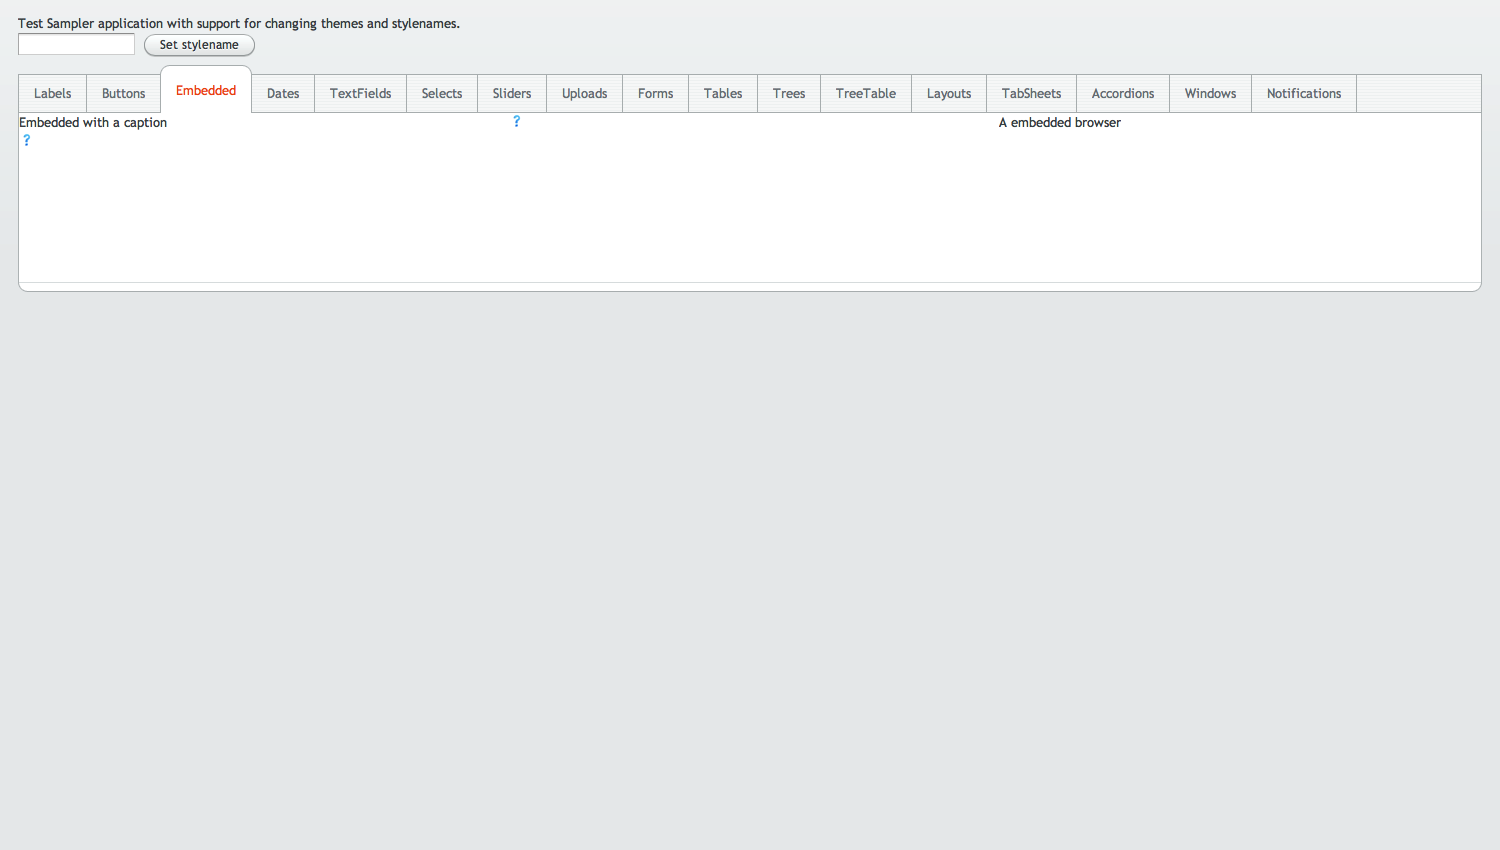 Test Sampler application with support for changing themes and stylenames.
Set stylename
Labels Buttons Embedded Dates TextFields Selects Sliders Uploads Forms Tables Trees TreeTable Layouts TabSheets Accordions Windows Notifications
Embedded with a caption ? A embedded browser
?